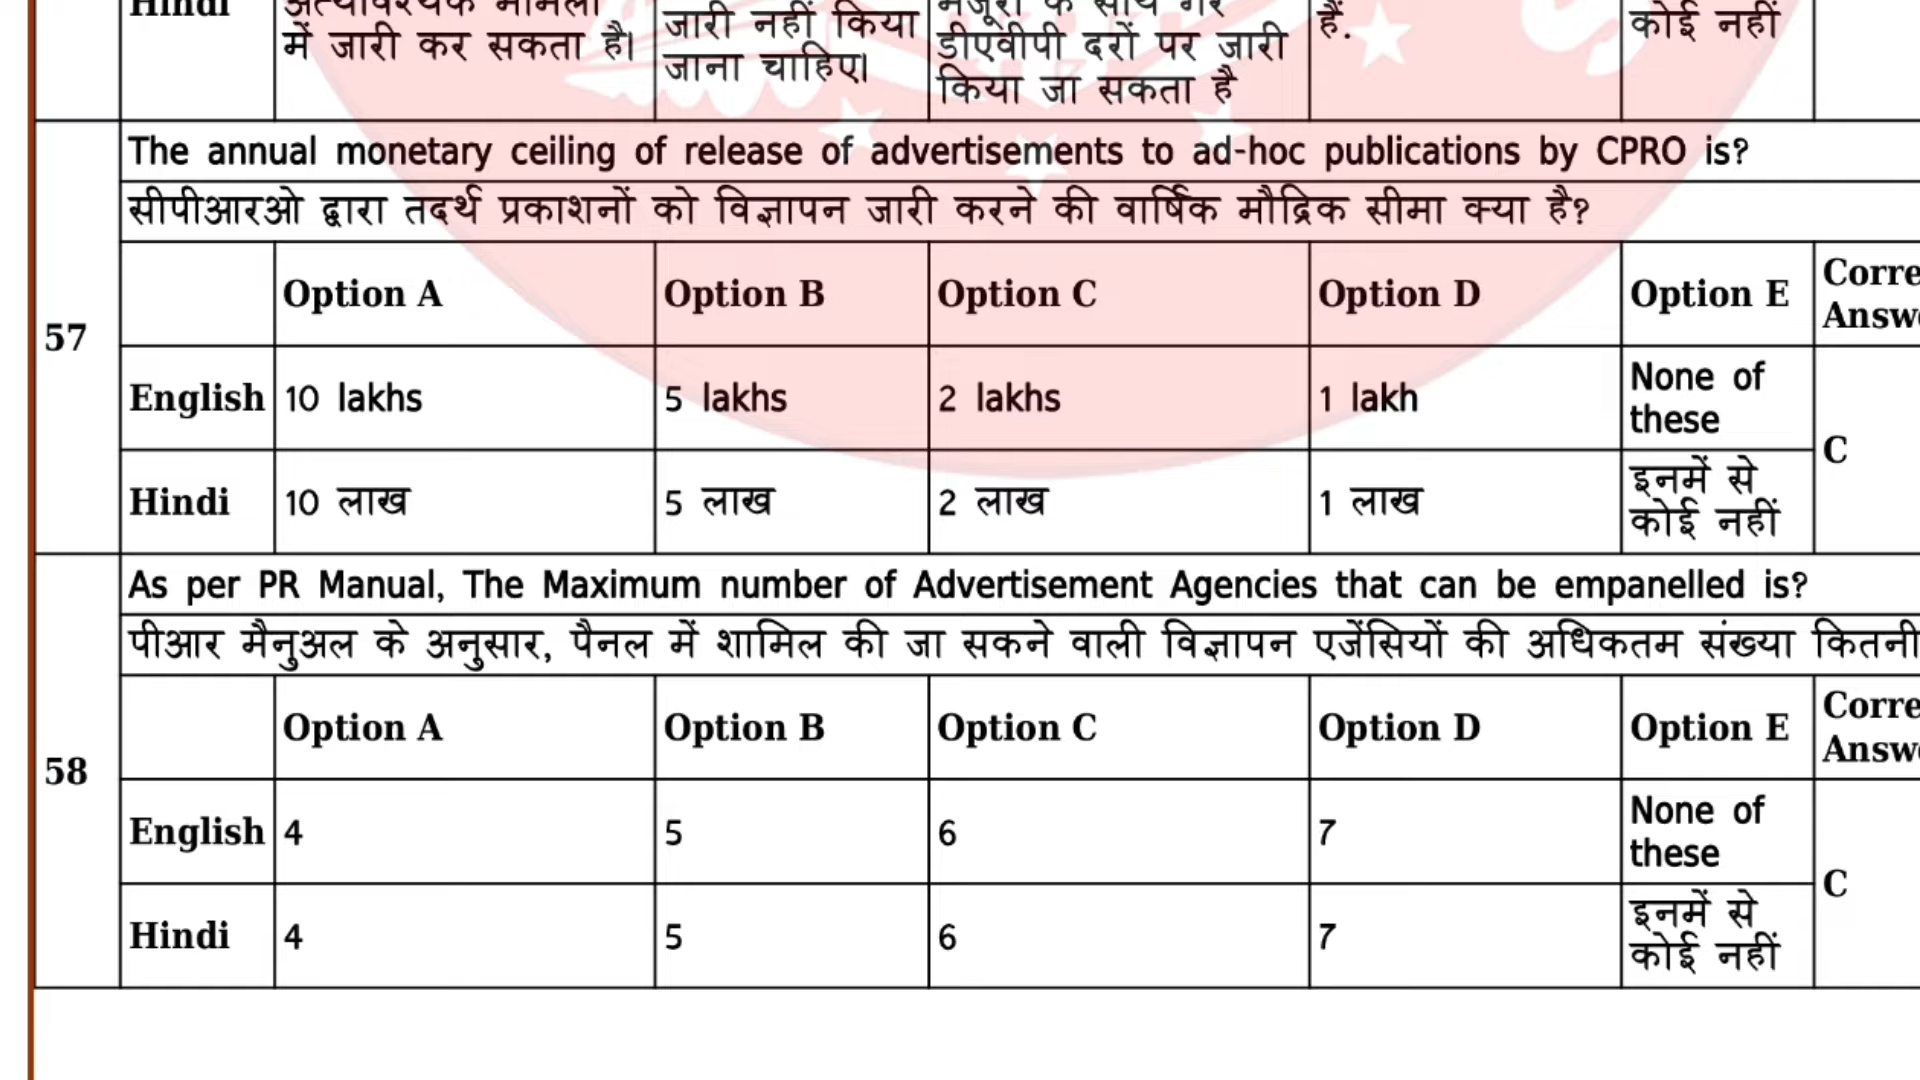 में जारी कर सकता है।
जारी नहीं किया
जाना चाहिए।
डीएवीपी दरों पर जारी
किया जा सकता है
हैं.
कोई नहीं
The annual monetary ceiling of release of advertisements to ad-hoc publications by CPRO is?
सीपीआरओ द्वारा तदर्थ प्रकाशनों को विज्ञापन जारी करने की वार्षिक मौद्रिक सीमा क्या है?
57
Option A Option B Option C Option D Option E Corre
Answ
English 10 lakhs 5 lakhs 2 lakhs 1 lakh None of
these
C
Hindi 10 लाख 5 लाख 2 लाख 1 लाख इनमें से
कोई नहीं
As per PR Manual, The Maximum number of Advertisement Agencies that can be empanelled is?
पीआर मैनुअल के अनुसार, पैनल में शामिल की जा सकने वाली विज्ञापन एजेंसियों की अधिकतम संख्या कितनी
58
Option A Option B Option C Option D Option E Corre
Answ
English 4 5 6 7 None of
these
C
Hindi 4 5 6 7 इनमें से
कोई नहीं